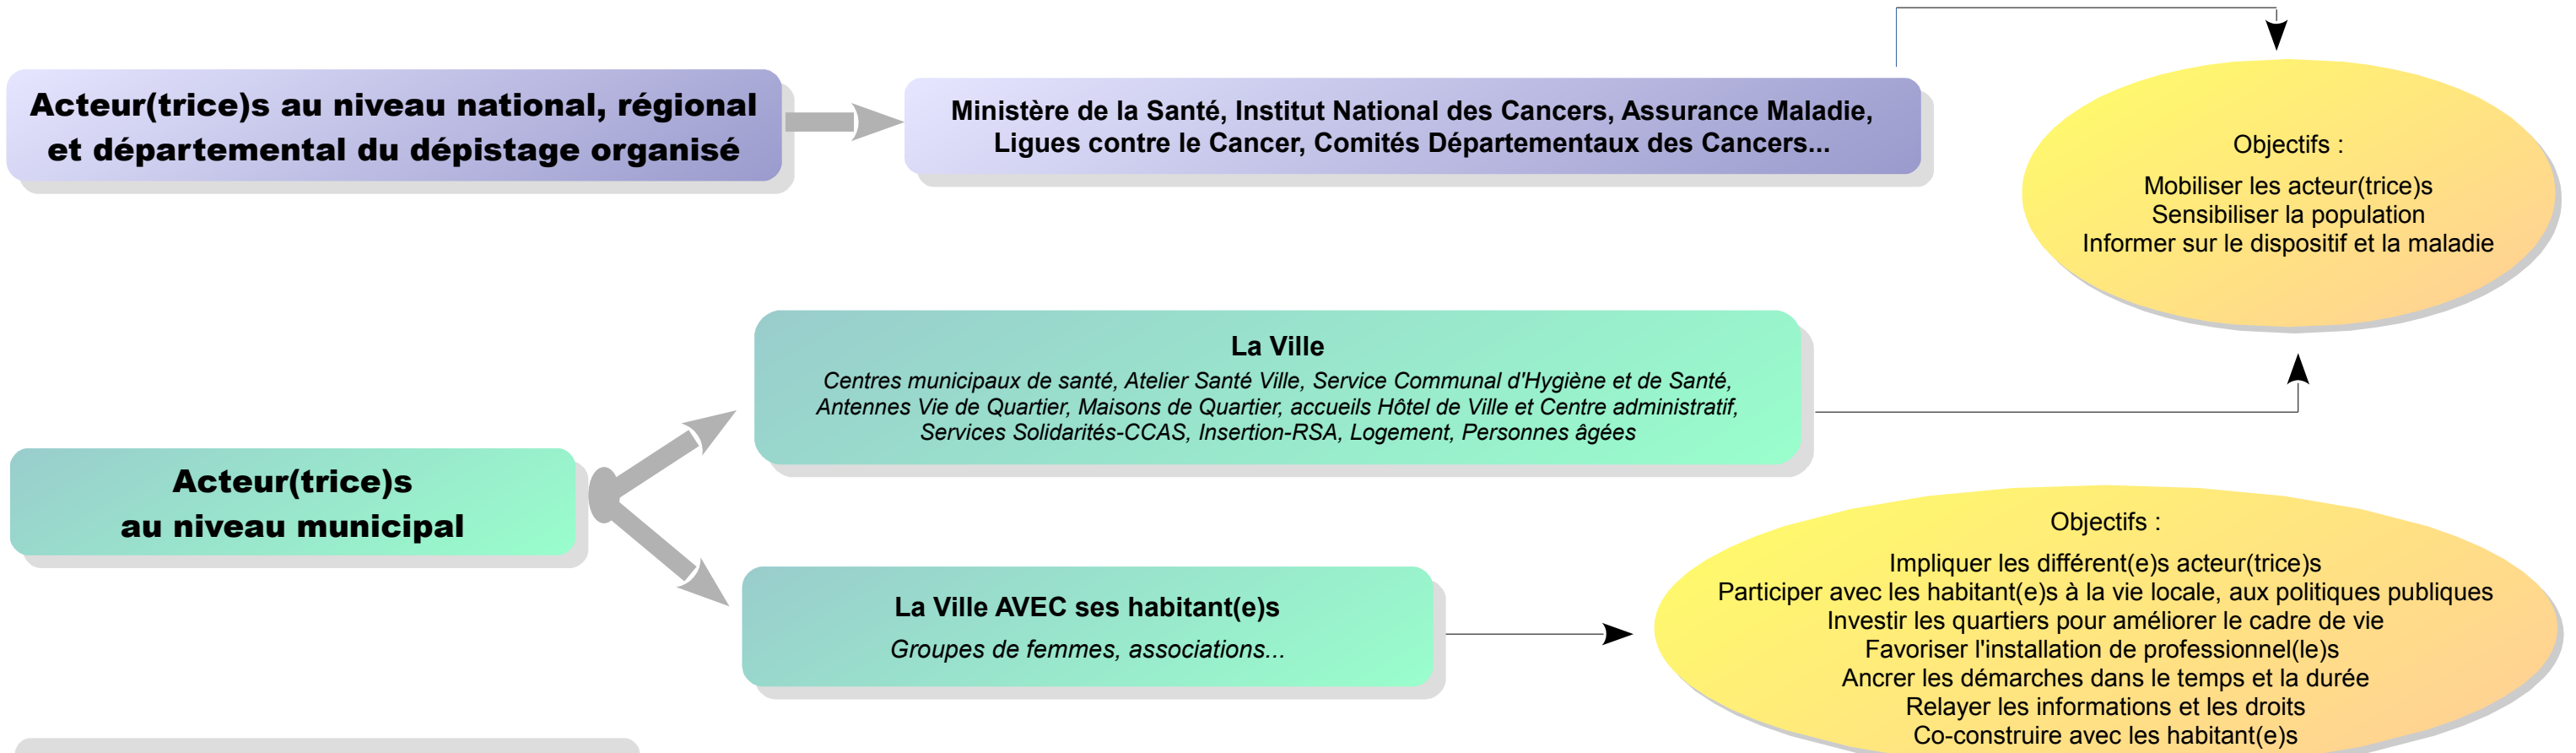 Acteur(trice)s au niveau national, régional
et départemental du dépistage organisé
Ministère de la Santé, Institut National des Cancers, Assurance Maladie,
Ligues contre le Cancer, Comités Départementaux des Cancers...
Objectifs :
Mobiliser les acteur(trice)s
Sensibiliser la population
Informer sur le dispositif et la maladie
Acteur(trice)s
au niveau municipal
La Ville
Centres municipaux de santé, Atelier Santé Ville, Service Communal d'Hygiène et de Santé,
Antennes Vie de Quartier, Maisons de Quartier, accueils Hôtel de Ville et Centre administratif,
Services Solidarités-CCAS, Insertion-RSA, Logement, Personnes âgées
La Ville AVEC ses habitant(e)s
Groupes de femmes, associations...
Objectifs :
Impliquer les différent(e)s acteur(trice)s
Participer avec les habitant(e)s à la vie locale, aux politiques publiques
Investir les quartiers pour améliorer le cadre de vie
Favoriser l'installation de professionnel(le)s
Ancrer les démarches dans le temps et la durée
Relayer les informations et les droits
Co-construire avec les habitant(e)s